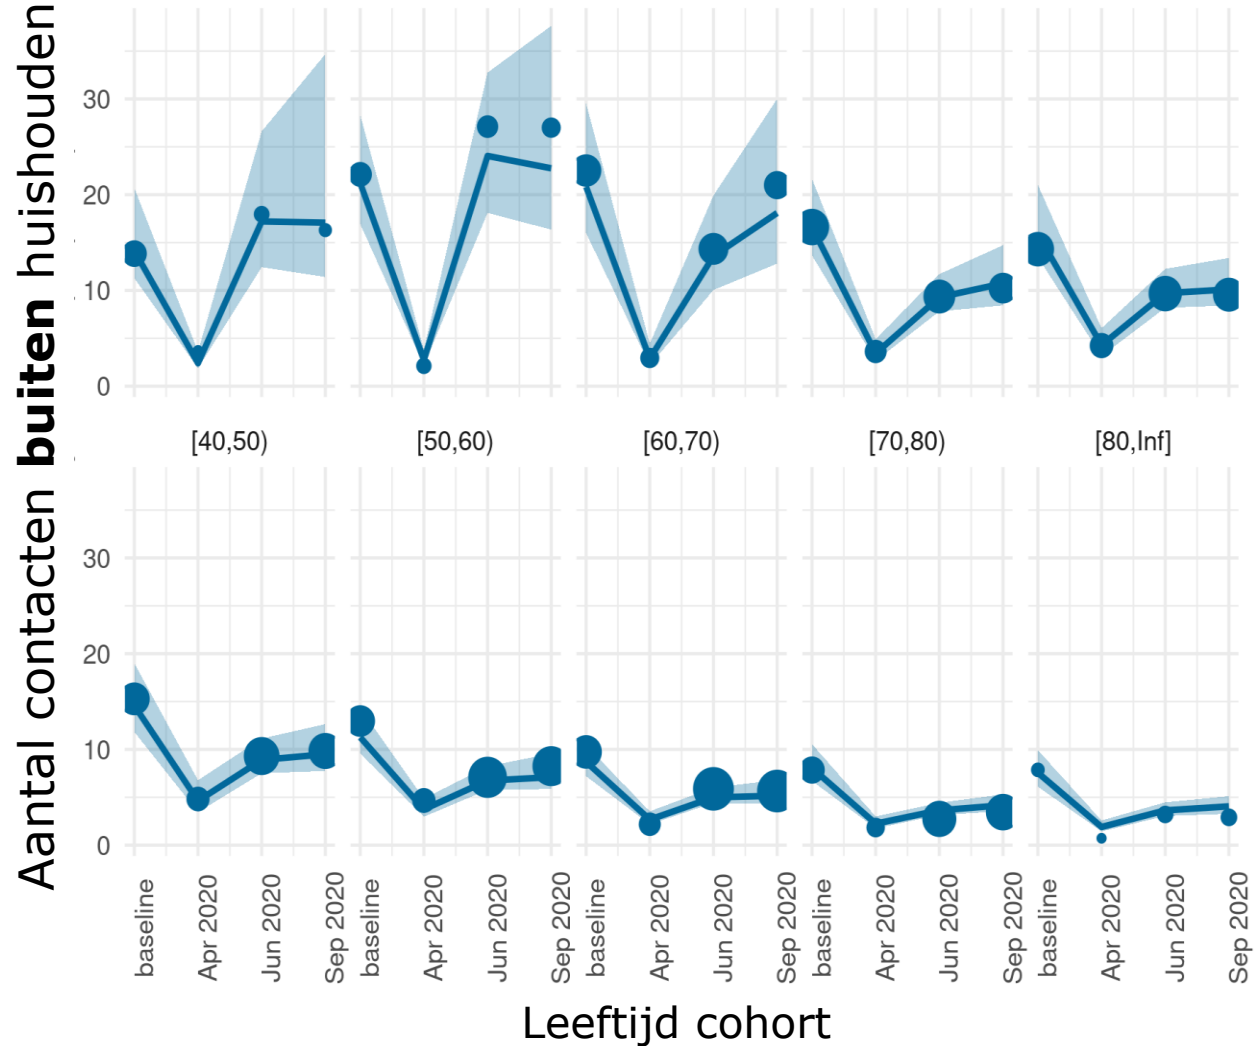 Aantal contacten buiten huishouden
30
20
10
0
[40,50) [50,60) [60,70) [70,80) [80,Inf]
30
20
10
0
baseline Apr 2020 Jun 2020 Sep 2020 baseline Apr 2020 Jun 2020 Sep 2020 baseline Apr 2020 Jun 2020 Sep 2020 baseline Apr 2020 Jun 2020 Sep 2020 baseline Apr 2020 Jun 2020 Sep 2020
Leeftijd cohort